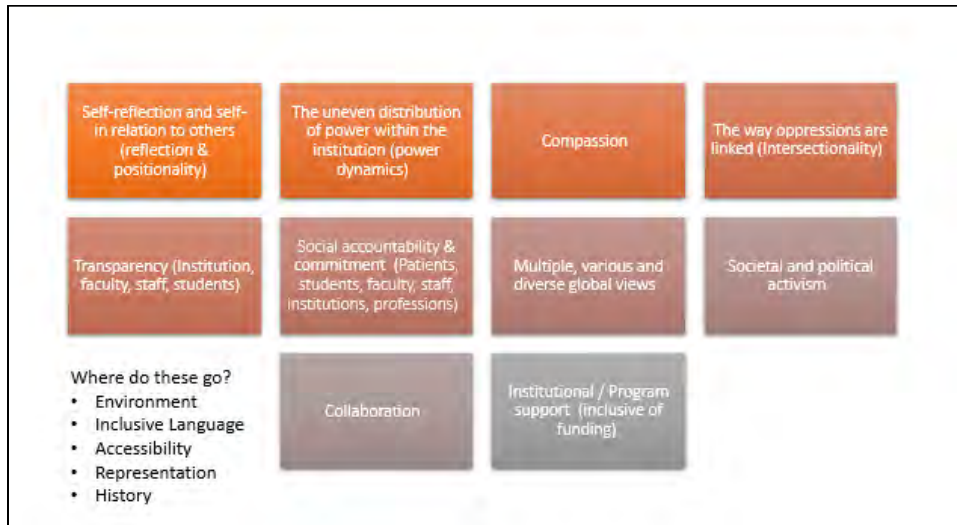 Self-reflection and self-
in relation to others
(reflection &
positionality)
The uneven distribution
of power within the
institution (power
dynamics)
Compassion
The way oppressions are
linked (Intersectionality)
Transparency (Institution,
faculty, staff, students)
Social accountability &
commitment (Patients,
students, faculty, staff,
institutions, professions)
Multiple, various and
diverse global views
Societal and political
activism
Where do these go?
• Environment
• Inclusive Language
• Accessibility
• Representation
• History
Collaboration
Institutional / Program
support (inclusive of
funding)